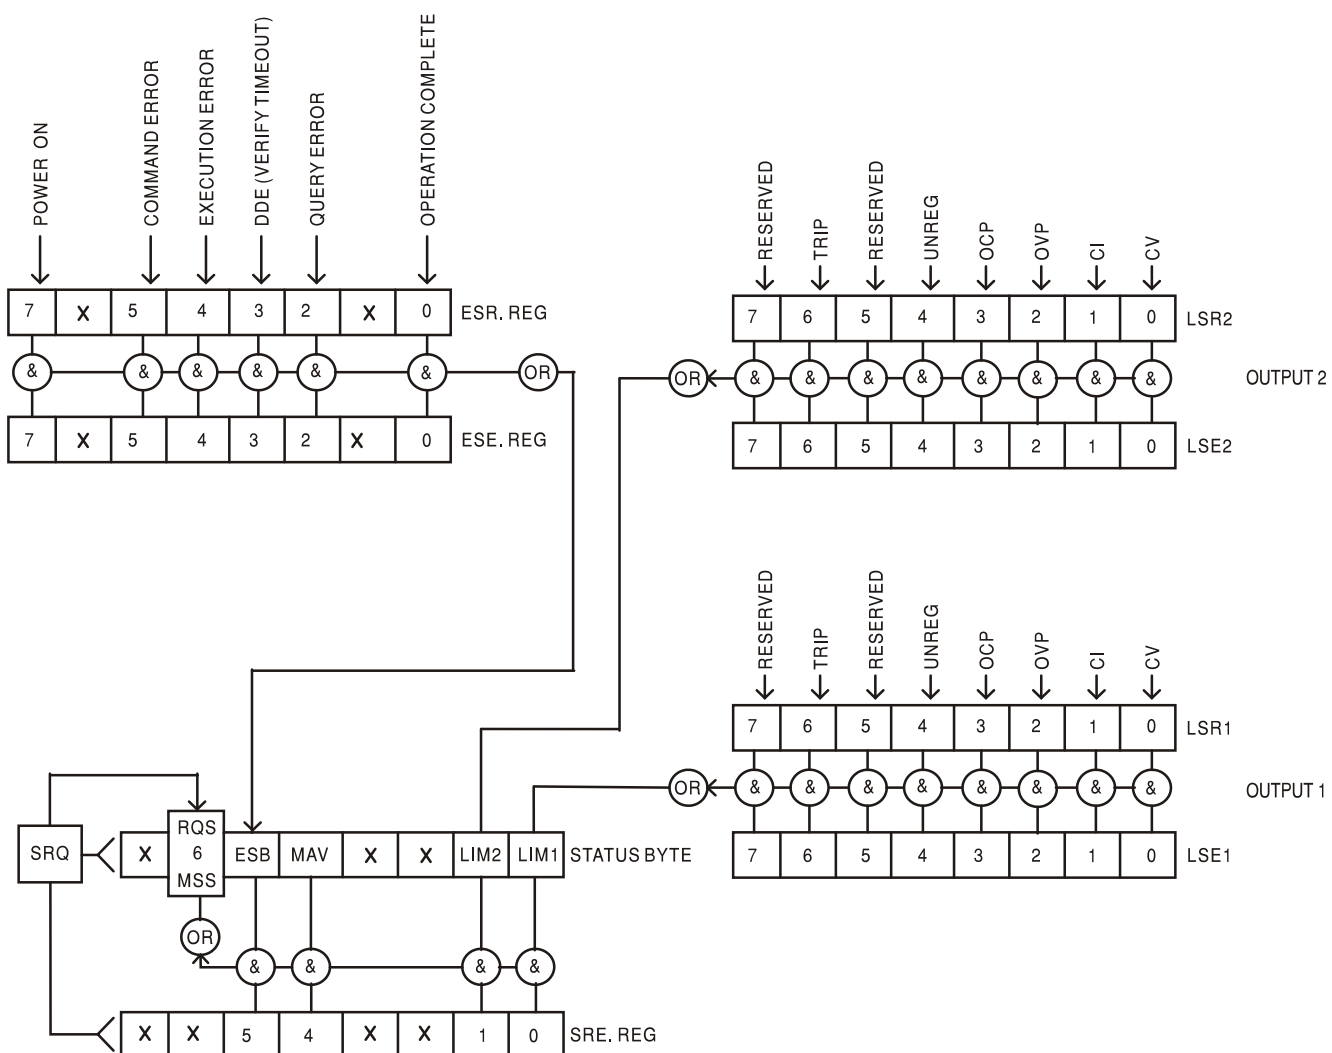 POWER ON
COMMAND ERROR
EXECUTION ERROR
DDE (VERIFY TIMEOUT)
QUERY ERROR
OPERATION COMPLETE
7 X 5 4 3 2 X 0 ESR. REG
& & & & & & OR
7 X 5 4 3 2 X 0 ESE. REG
RESERVED
TRIP
RESERVED
UNREG
OCP
OVP
CI
CV
7 6 5 4 3 2 1 0 LSR2
OR & & & & & & & & OUTPUT 2
7 6 5 4 3 2 1 0 LSE2
RESERVED
TRIP
RESERVED
UNREG
OCP
OVP
CI
CV
7 6 5 4 3 2 1 0 LSR1
OR & & & & & & & & OUTPUT 1
7 6 5 4 3 2 1 0 LSE1
SRQ
X
RQS
6
MSS
ESB MAV X X LIM2 LIM1 STATUS BYTE
OR
& & & &
X X 5 4 X X 1 0 SRE. REG